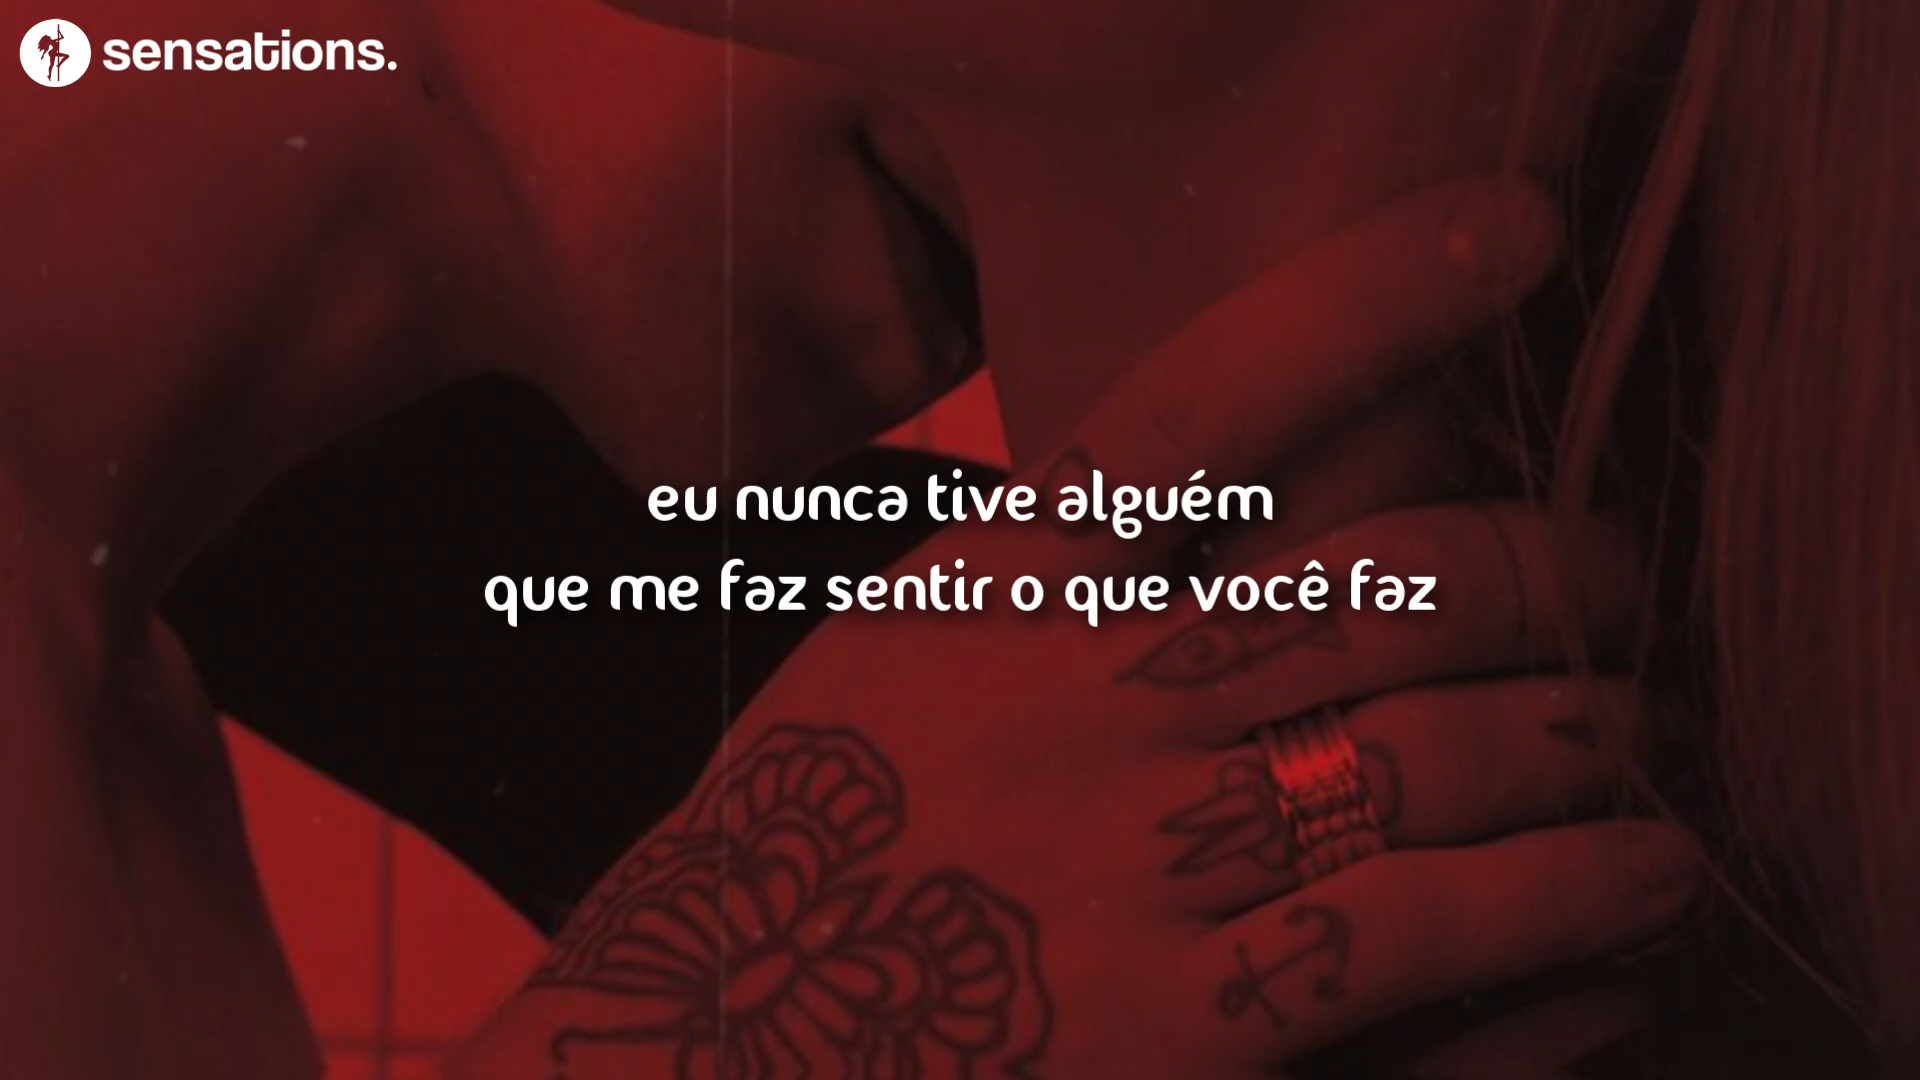 sensations.
eu nunca tive alguém
que me faz sentir o que você faz